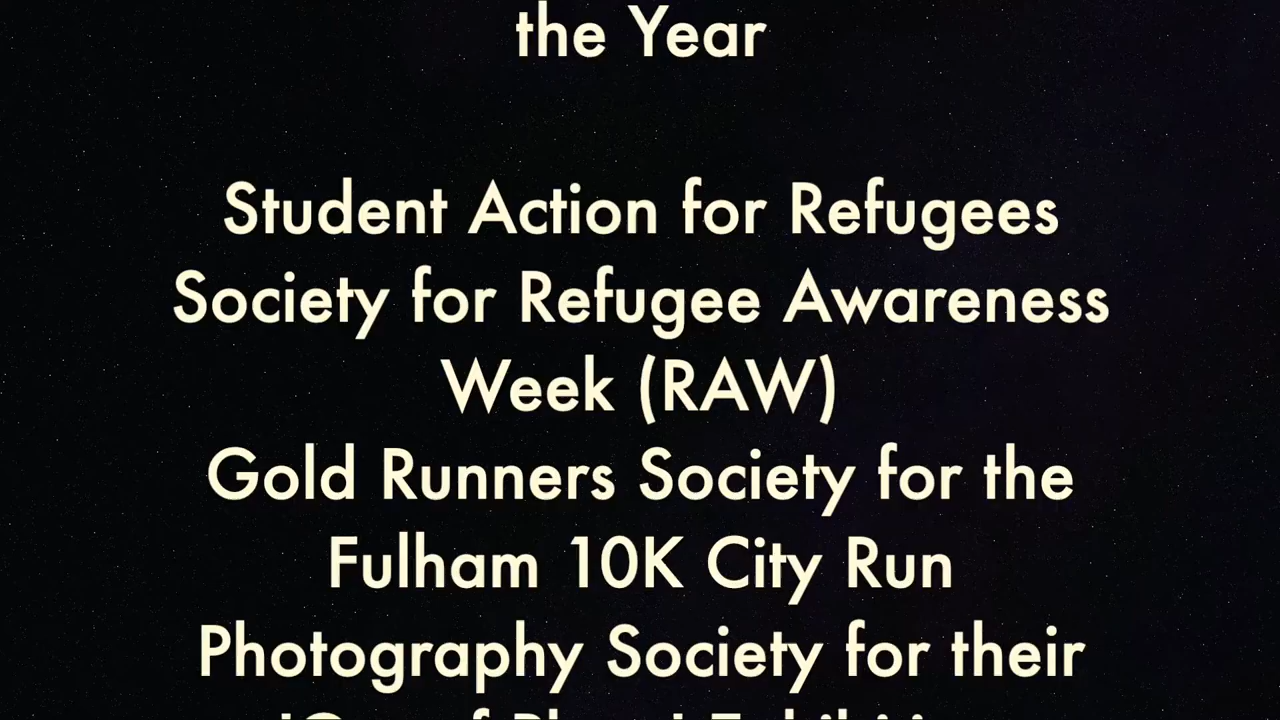 the Year
Student Action for Refugees
Society for Refugee Awareness
Week (RAW)
Gold Runners Society for the
Fulham 10K City Run
Photography Society for their